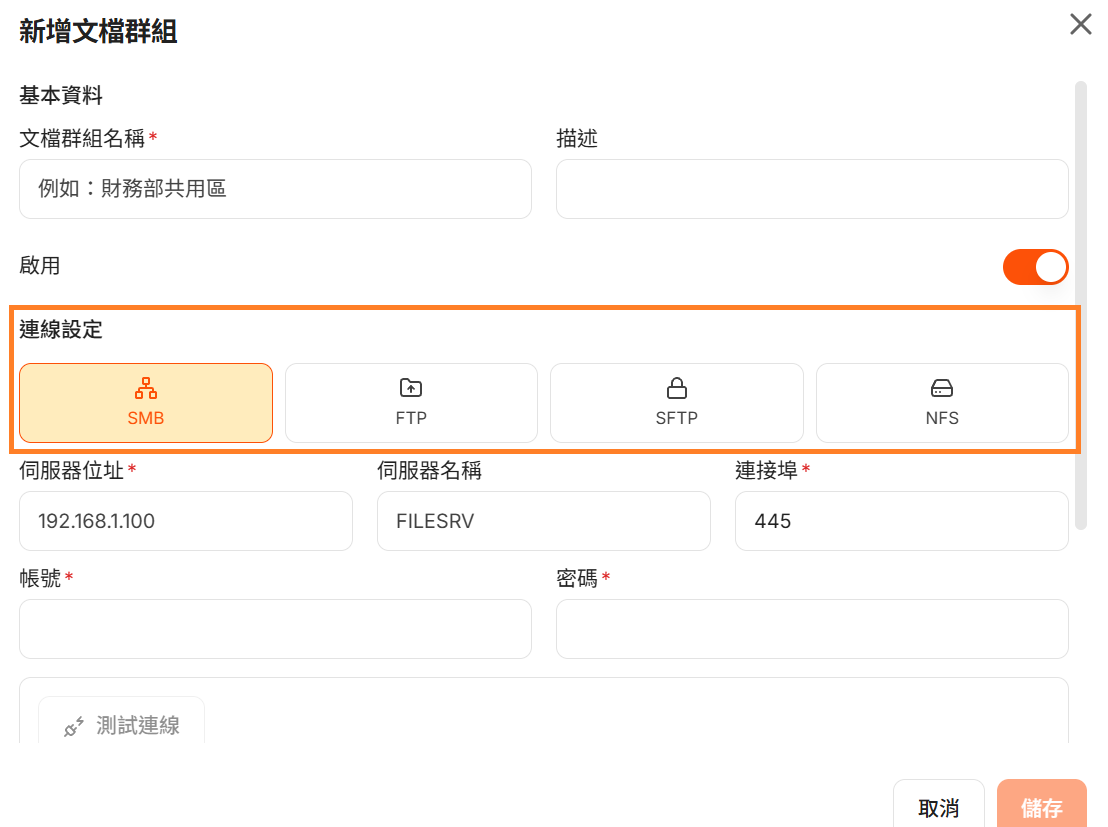 新增文檔群組
基本資料
文檔群組名稱*
描述
例如：財務部共用區
啟用
連線設定
SMB
FTP
SFTP
NFS
伺服器位址*
伺服器名稱
連接埠*
192.168.1.100
FILESRV
445
帳號*
密碼*
測試連線
取消
儲存